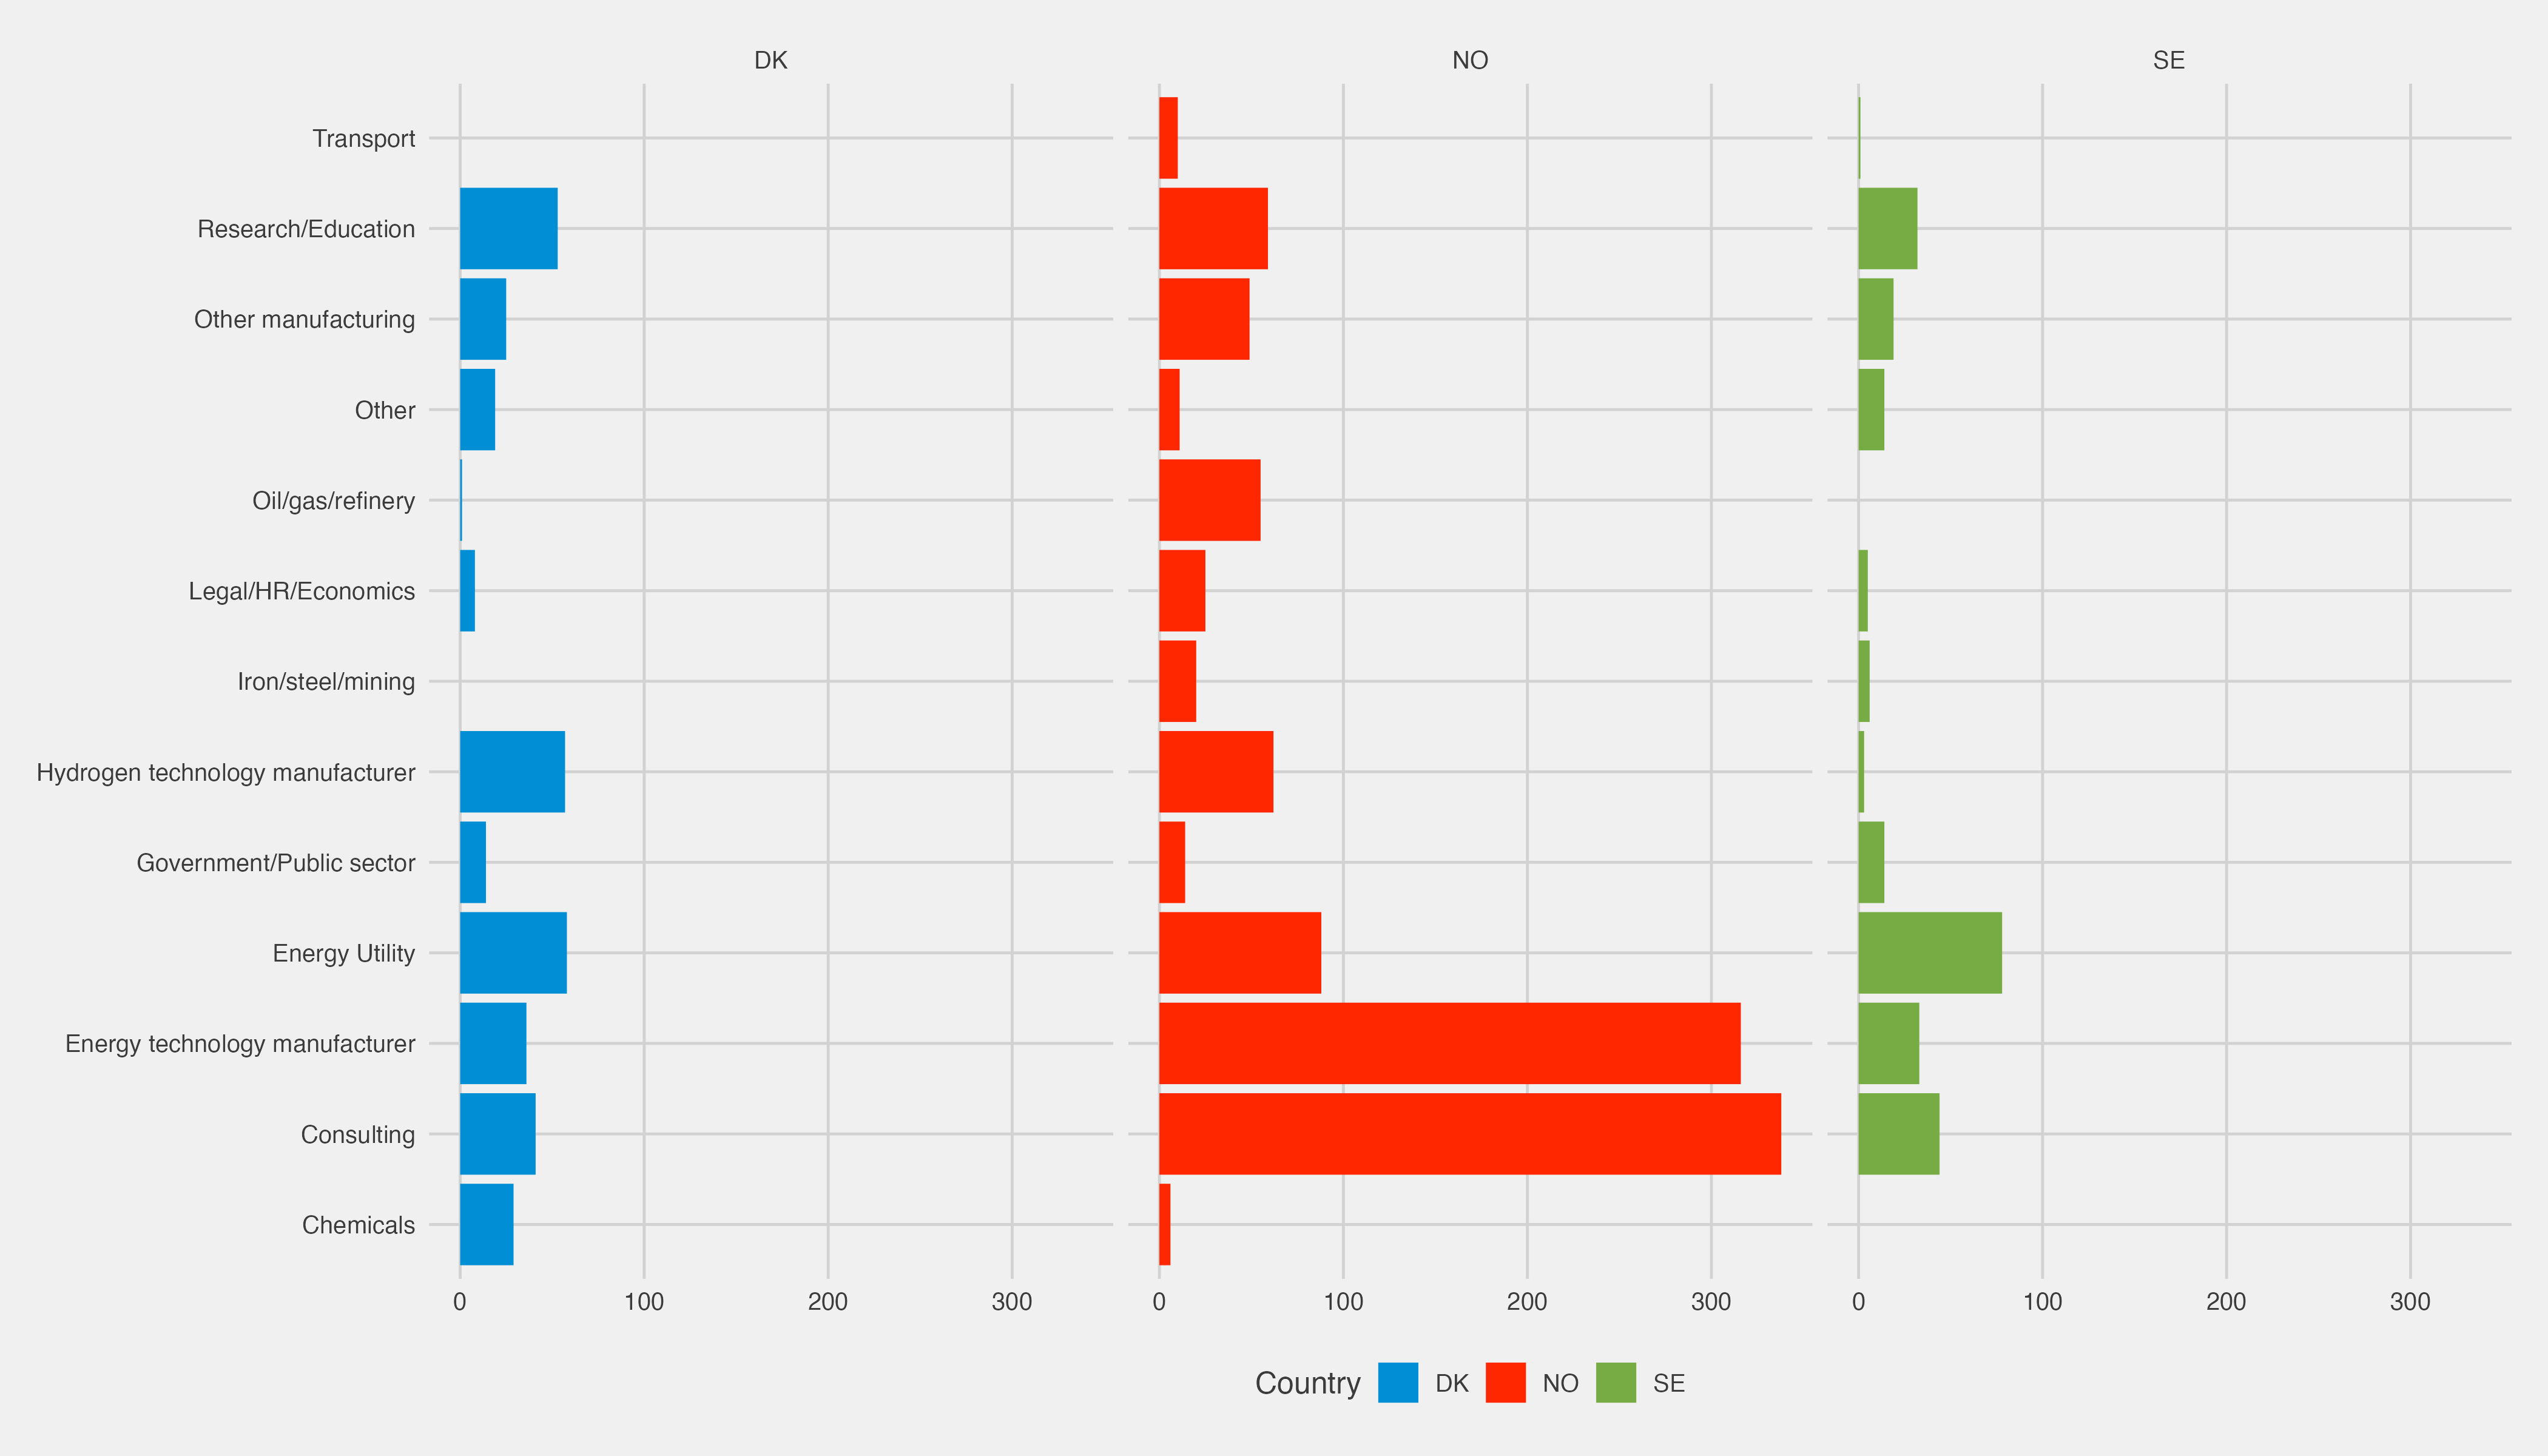 DK NO SE
Transport
Research/Education
Other manufacturing
Other
Oil/gas/refinery
Legal/HR/Economics
Iron/steel/mining
Hydrogen technology manufacturer
Government/Public sector
Energy Utility
Energy technology manufacturer
Consulting
Chemicals
0 100 200 300 0 100 200 300 0 100 200 300
Country DK NO SE